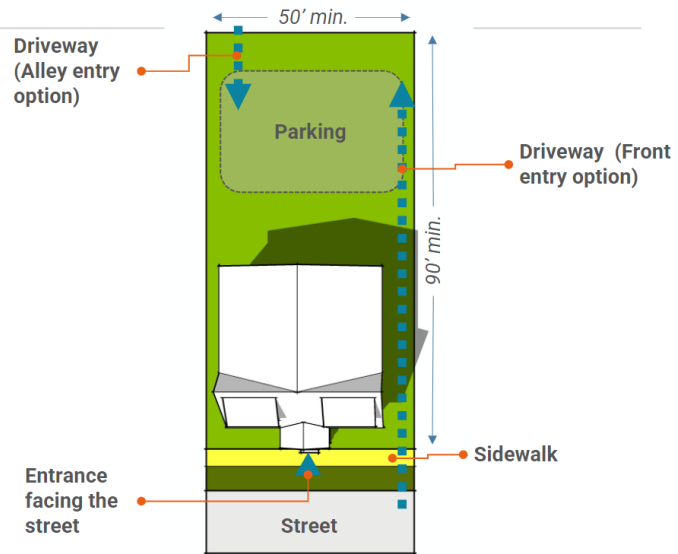 50’ min.
Driveway
(Alley entry
option)
Parking
Driveway  (Front
entry option)
90’ min.
Sidewalk
Entrance
facing the
street
Street